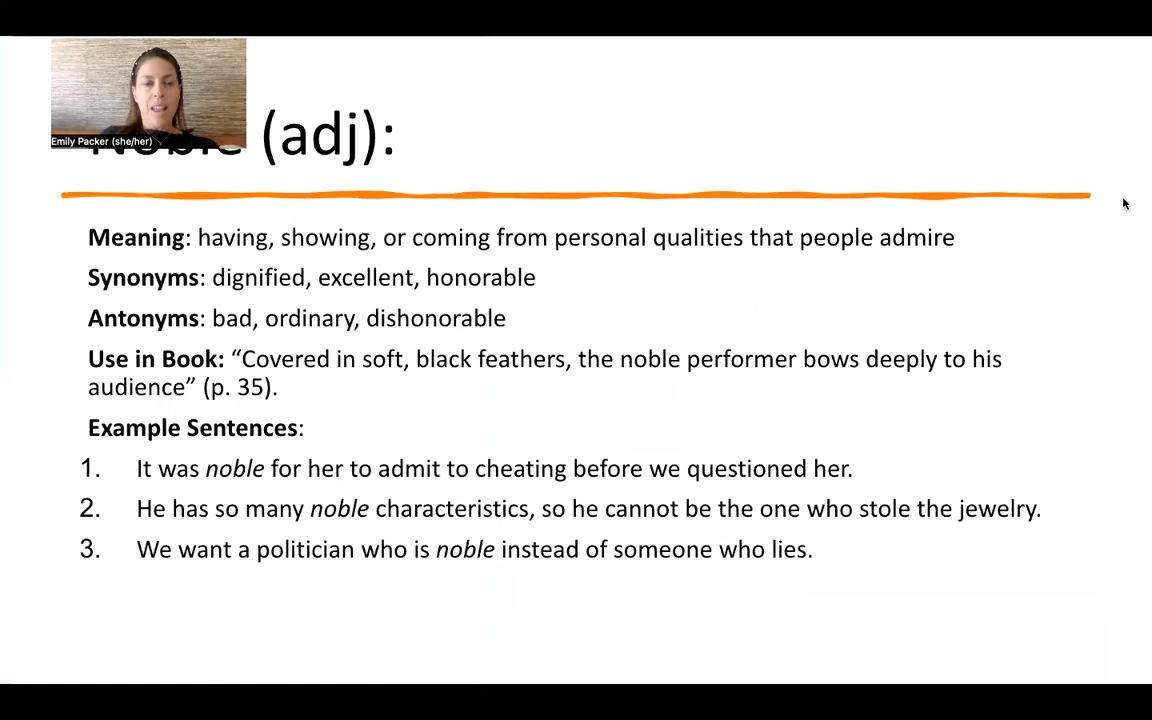 Emily Packer (she/her)
Noble (adj):
Meaning: having, showing, or coming from personal qualities that people admire
Synonyms: dignified, excellent, honorable
Antonyms: bad, ordinary, dishonorable
Use in Book: “Covered in soft, black feathers, the noble performer bows deeply to his
audience” (p. 35).
Example Sentences:
1. It was noble for her to admit to cheating before we questioned her.
2. He has so many noble characteristics, so he cannot be the one who stole the jewelry.
3. We want a politician who is noble instead of someone who lies.